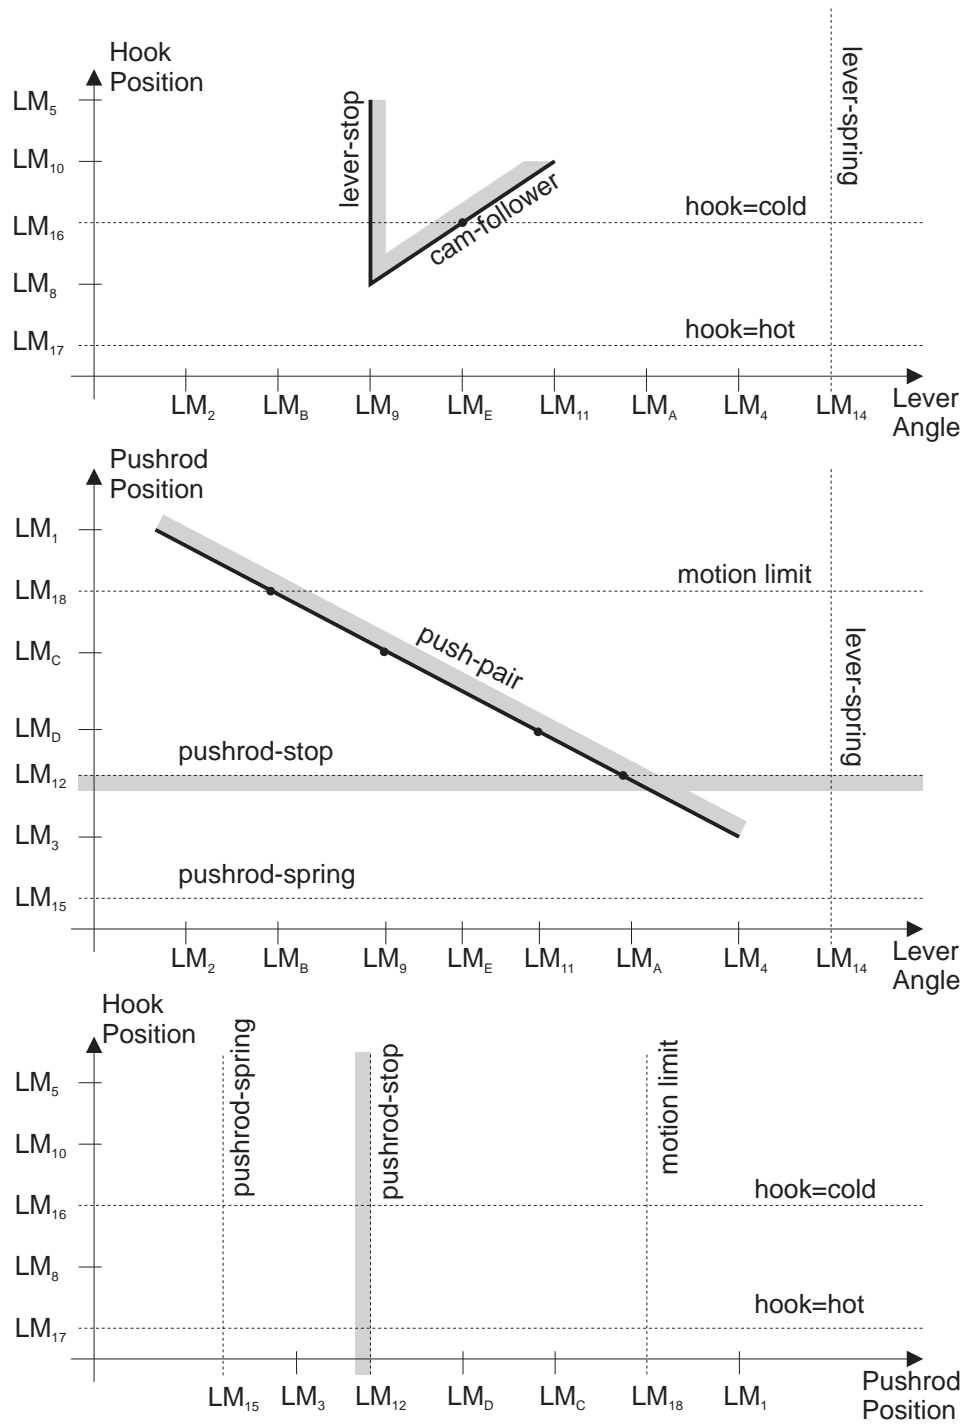 Hook
Position
LM5
LM10
LM16
LM8
LM17
lever-stop
cam-follower
hook=cold
hook=hot
lever-spring
LM2 LMB LM9 LME LM11 LMA LM4 LM14
Lever
Angle
Pushrod
Position
LM1
LM18
LMC
LMD
LM12
LM3
LM15
motion limit
push-pair
pushrod-stop
pushrod-spring
lever-spring
LM2 LMB LM9 LME LM11 LMA LM4 LM14
Lever
Angle
Hook
Position
LM5
LM10
LM16
LM8
LM17
pushrod-spring
pushrod-stop
motion limit
hook=cold
hook=hot
LM15 LM3 LM12 LMD LMC LM18 LM1
Pushrod
Position